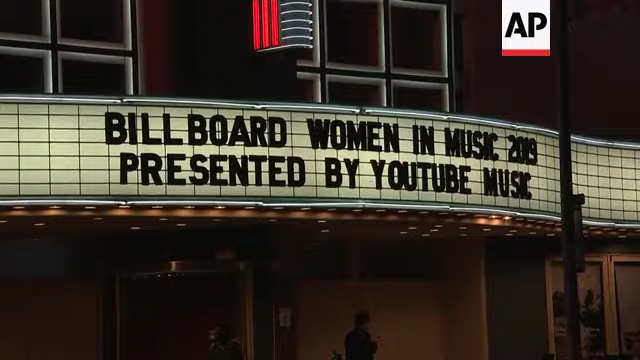 AP
BILLBOARD WOMEN IN MUSIC 2019
PRESENTED BY YOUTUBE MUSIC